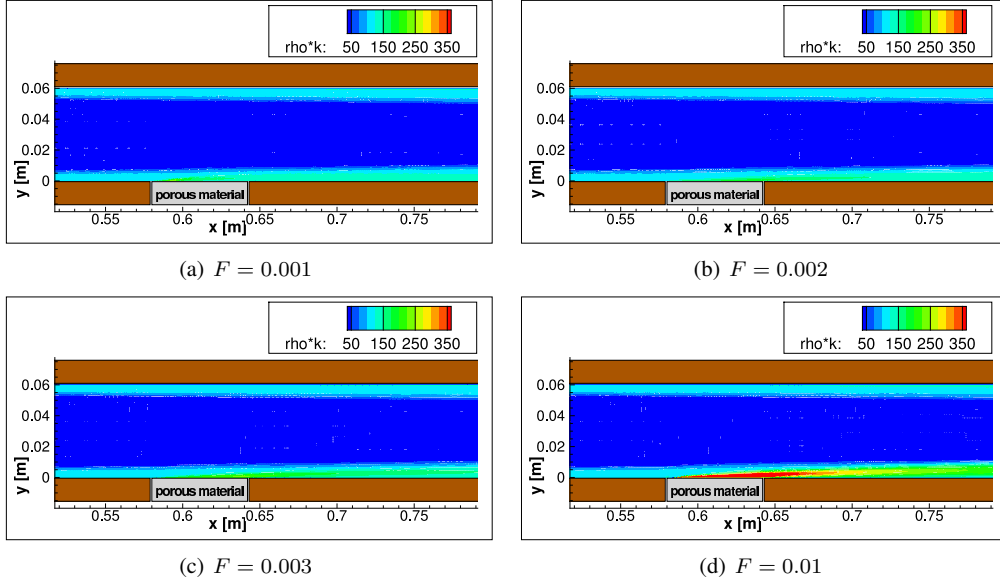 rho*k: 50 150 250 350
y [m]
0.06
0.04
0.02
0
porous material
0.55 0.6 0.65 0.7 0.75
x [m]
(a) F = 0.001
rho*k: 50 150 250 350
y [m]
0.06
0.04
0.02
0
porous material
0.55 0.6 0.65 0.7 0.75
x [m]
(b) F = 0.002
rho*k: 50 150 250 350
y [m]
0.06
0.04
0.02
0
porous material
0.55 0.6 0.65 0.7 0.75
x [m]
(c) F = 0.003
rho*k: 50 150 250 350
y [m]
0.06
0.04
0.02
0
porous material
0.55 0.6 0.65 0.7 0.75
x [m]
(d) F = 0.01